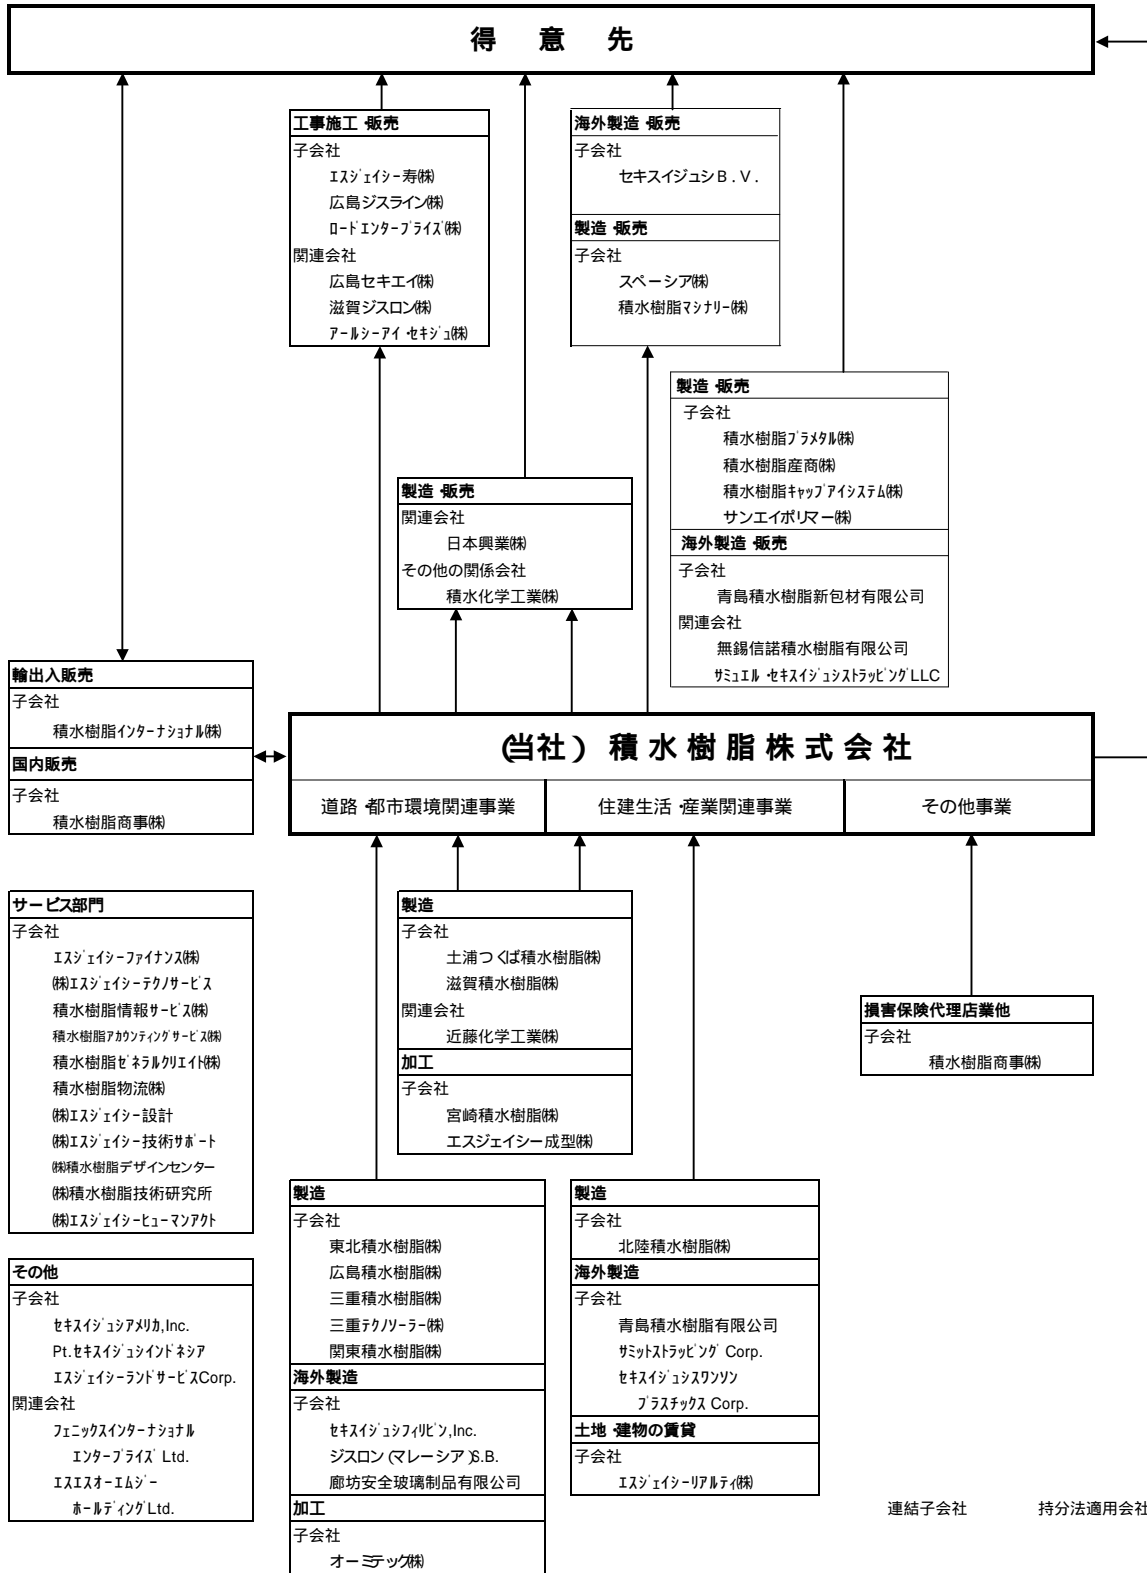 得 意 先
工事施工・販売
子会社
エスジェイシー寿㈱
広島ジスライン㈱
ロードエンタープライズ㈱
関連会社
広島セキエイ㈱
滋賀ジスロン㈱
アールシーアイ・セキジュ㈱
海外製造・販売
子会社
セキスイジュシB.V.
製造・販売
子会社
スペーシア㈱
積水樹脂マシナリー㈱
製造・販売
子会社
積水樹脂プラメタル㈱
積水樹脂産商㈱
積水樹脂キャップアイシステム㈱
サンエイポリマー㈱
海外製造・販売
子会社
青島積水樹脂新包材有限公司
関連会社
無錫信諾積水樹脂有限公司
サミュエル・セキスイジュシストラッピングLLC
製造・販売
関連会社
日本興業㈱
その他の関係会社
積水化学工業㈱
輸出入販売
子会社
積水樹脂インターナショナル㈱
国内販売
子会社
積水樹脂商事㈱
(当社) 積水樹脂株式会社
道路・都市環境関連事業
住建生活・産業関連事業
その他事業
サービス部門
子会社
エスジェイシーファイナンス㈱
㈱エスジェイシーテクノサービス
積水樹脂情報サービス㈱
積水樹脂アカウンティングサービス㈱
積水樹脂ゼネラルクリエイト㈱
積水樹脂物流㈱
㈱エスジェイシー設計
㈱エスジェイシー技術サポート
㈱積水樹脂デザインセンター
㈱積水樹脂技術研究所
㈱エスジェイシーヒューマンアクト
製造
子会社
土浦つくば積水樹脂㈱
滋賀積水樹脂㈱
関連会社
近藤化学工業㈱
加工
子会社
宮崎積水樹脂㈱
エスジェイシー成型㈱
損害保険代理店業他
子会社
積水樹脂商事㈱
その他
子会社
セキスイジュシアメリカ,Inc.
Pt.セキスイジュシインドネシア
エスジェイシーランドサービスCorp.
関連会社
フェニックスインターナショナル
エンタープライズ Ltd.
エスエスオーエムジー
ホールディングLtd.
製造
子会社
東北積水樹脂㈱
広島積水樹脂㈱
三重積水樹脂㈱
三重テクノソーラー㈱
関東積水樹脂㈱
海外製造
子会社
セキスイジュシフィリピン,Inc.
ジスロン(マレーシア)S.B.
廊坊安全玻璃制品有限公司
加工
子会社
オーミテック㈱
製造
子会社
北陸積水樹脂㈱
海外製造
子会社
青島積水樹脂有限公司
サミットストラッピング Corp.
セキスイジュシスワンソン
プラスチックス Corp.
土地・建物の賃貸
子会社
エスジェイシーリアルティ㈱
連結子会社 持分法適用会社